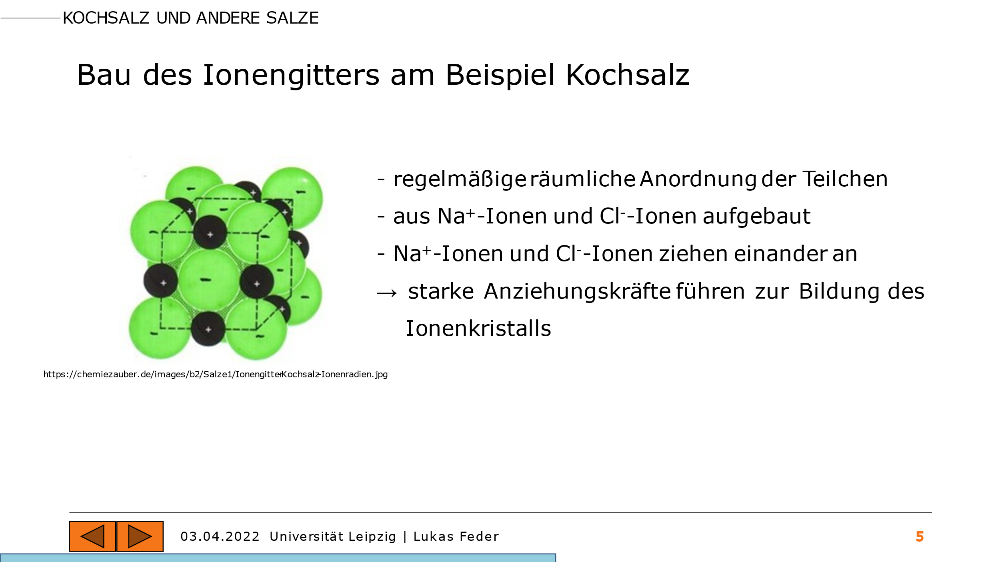 KOCHSALZ UND ANDERE SALZE
Bau des Ionengitters am Beispiel Kochsalz
- regelmäßige räumliche Anordnung der Teilchen
- aus Na⁺-Ionen und Cl⁻-Ionen aufgebaut
- Na⁺-Ionen und Cl⁻-Ionen ziehen einander an
→ starke Anziehungskräfte führen zur Bildung des
Ionenkristalls
https://chemiezauber.de/images/b2/Salze1/Ionengitter-Kochsalz-Ionenradien.jpg
03.04.2022 Universität Leipzig | Lukas Feder
5